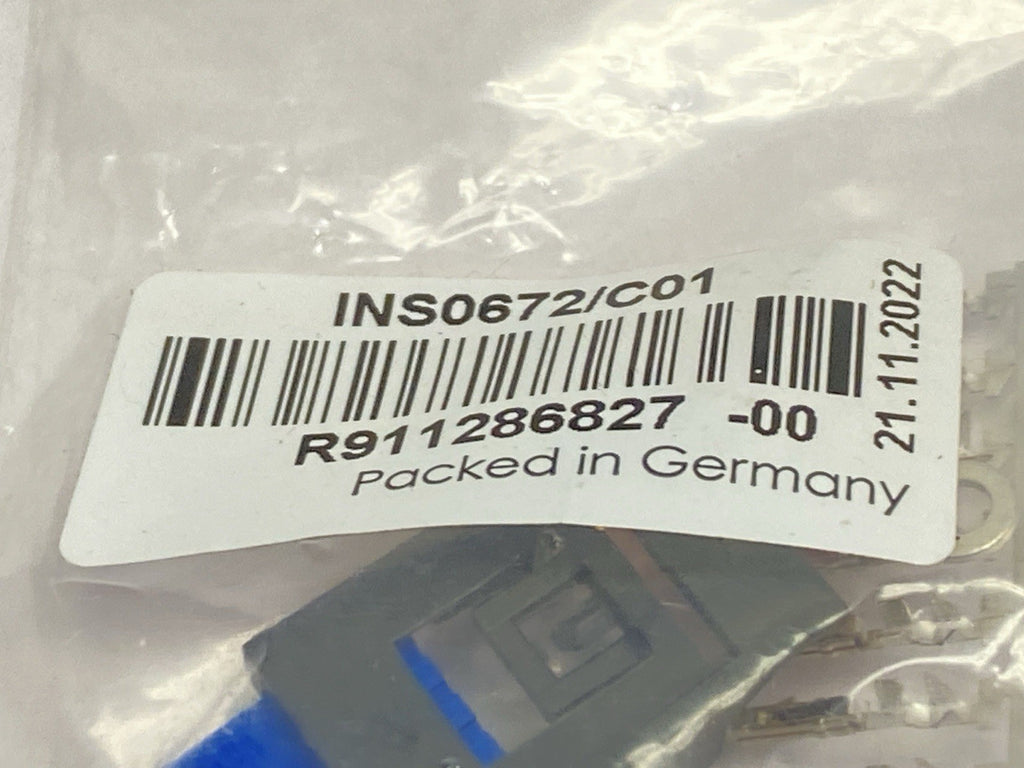 INS0672/C01
R911286827 -00
Packed in Germany
21.11.2022